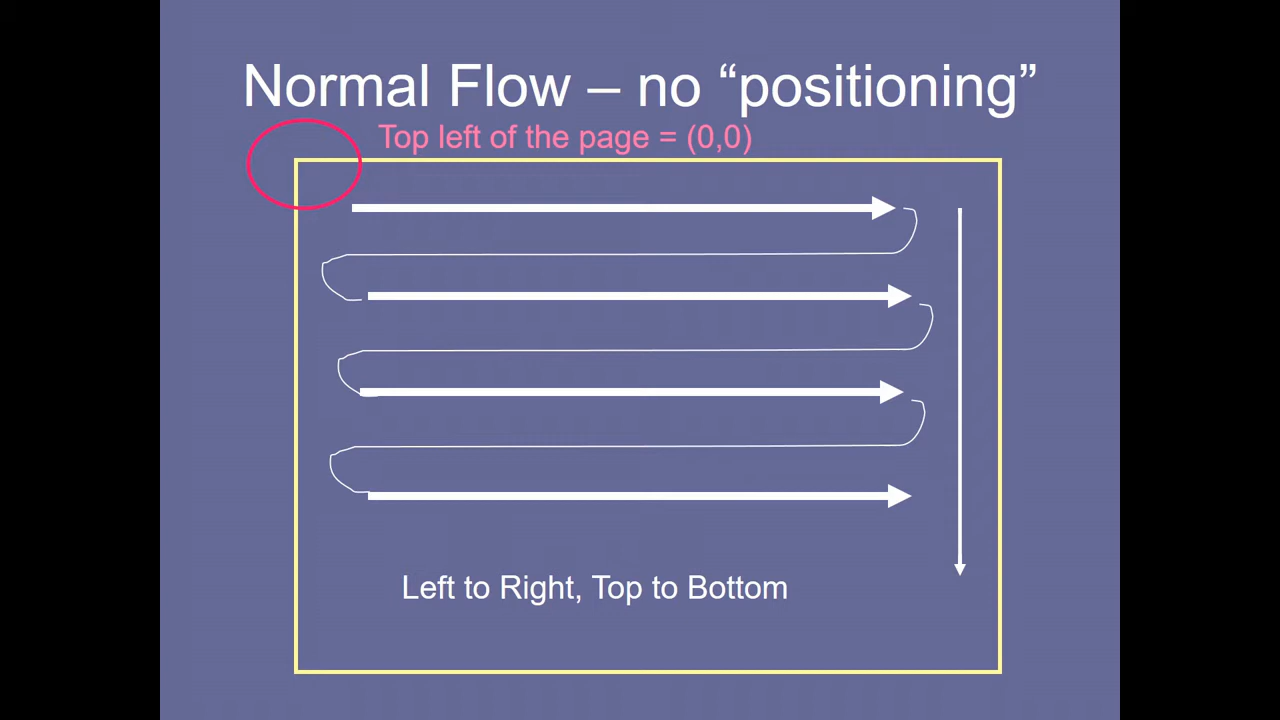 Normal Flow – no “positioning”
Top left of the page = (0,0)
Left to Right, Top to Bottom